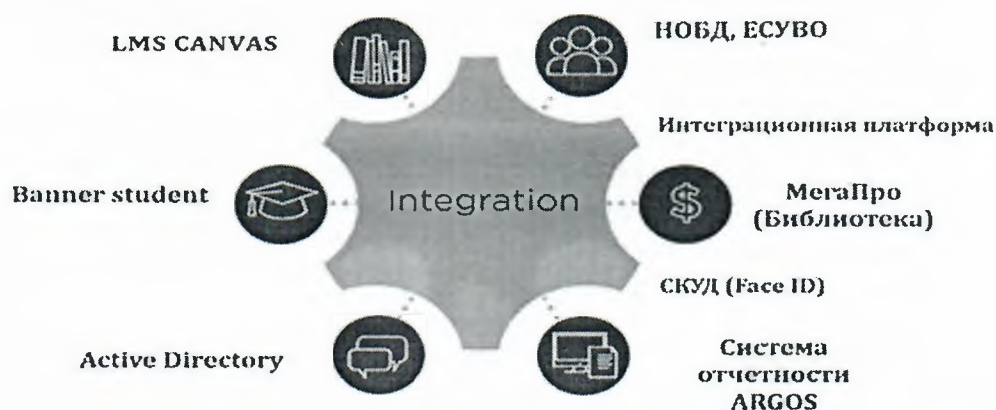 LMS CANVAS
НОБД, ЕСУВО
Интеграционная платформа
Banner student
Integration
$
МегаПро
(Библиотека)
СКУД (Face ID)
Active Directory
Система
отчетности
ARGOS